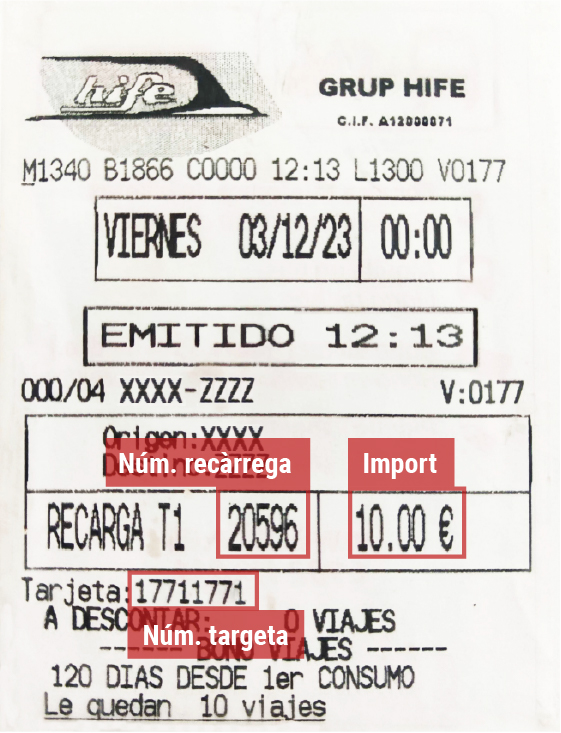 hife
GRUP HIFE
C.I.F. A12000071
M1340 B1866 C0000 12:13 L1300 V0177
VIERNES 03/12/23 00:00
EMITIDO 12:13
000/04 XXXX-ZZZZ V:0177
Origen:XXXX
Núm. recàrrega Import
RECARGA T1 20596 10.00 €
Tarjeta:17711771
A DESCONTAR: 0 VIAJES
Núm. targeta
------ BONO VIAJES ------
120 DIAS DESDE 1er CONSUMO
Le quedan 10 viajes